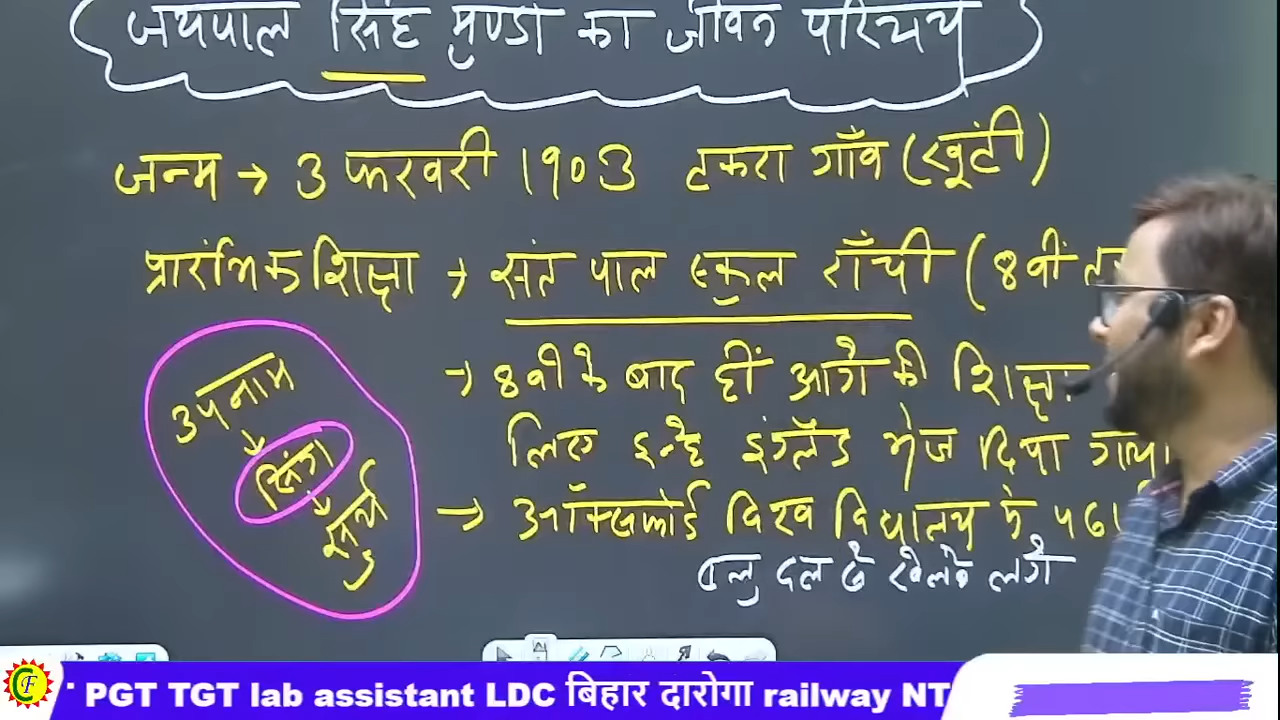 जयपाल सिंह मुण्डा का जीवन परिचय
जन्म → 3 फरवरी 1903 टकरा गाँव (खूंटी)
प्रारंभिक शिक्षा → संत पाल स्कुल राँची (8वीं
उपनाम
→ 8वी के बाद हीं आगे की शिक्षा
लिए इन्हे इंग्लैंड भेज दिया गया।
→ ऑक्सफोर्ड विश्व विद्यालय में
ब्लु दल से खेलने लगे
CF
PGT TGT lab assistant LDC बिहार दारोगा railway NT